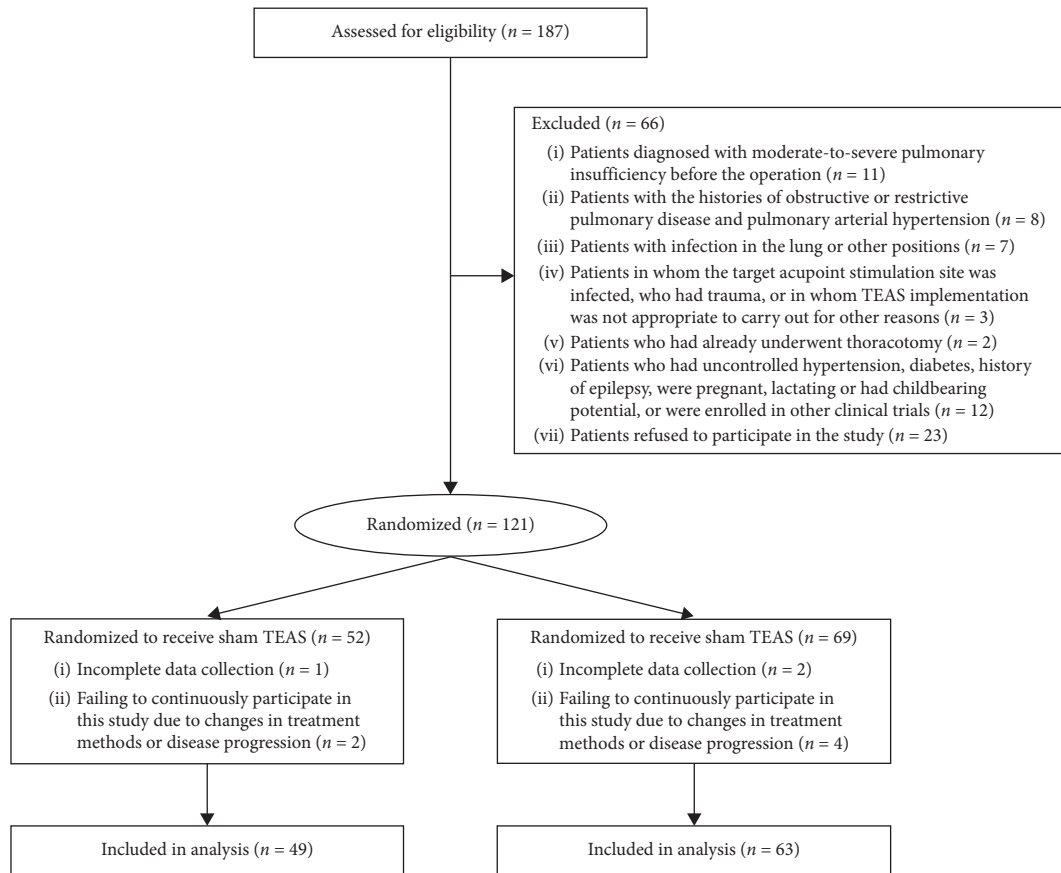 Assessed for eligibility (n = 187)
Excluded (n = 66)
(i) Patients diagnosed with moderate-to-severe pulmonary
insufficiency before the operation (n = 11)
(ii) Patients with the histories of obstructive or restrictive
pulmonary disease and pulmonary arterial hypertension (n = 8)
(iii) Patients with infection in the lung or other positions (n = 7)
(iv) Patients in whom the target acupoint stimulation site was
infected, who had trauma, or in whom TEAS implementation
was not appropriate to carry out for other reasons (n = 3)
(v) Patients who had already underwent thoracotomy (n = 2)
(vi) Patients who had uncontrolled hypertension, diabetes, history
of epilepsy, were pregnant, lactating or had childbearing
potential, or were enrolled in other clinical trials (n = 12)
(vii) Patients refused to participate in the study (n = 23)
Randomized (n = 121)
Randomized to receive sham TEAS (n = 52)
(i) Incomplete data collection (n = 1)
(ii) Failing to continuously participate in
this study due to changes in treatment
methods or disease progression (n = 2)
Randomized to receive sham TEAS (n = 69)
(i) Incomplete data collection (n = 2)
(ii) Failing to continuously participate in
this study due to changes in treatment
methods or disease progression (n = 4)
Included in analysis (n = 49)
Included in analysis (n = 63)